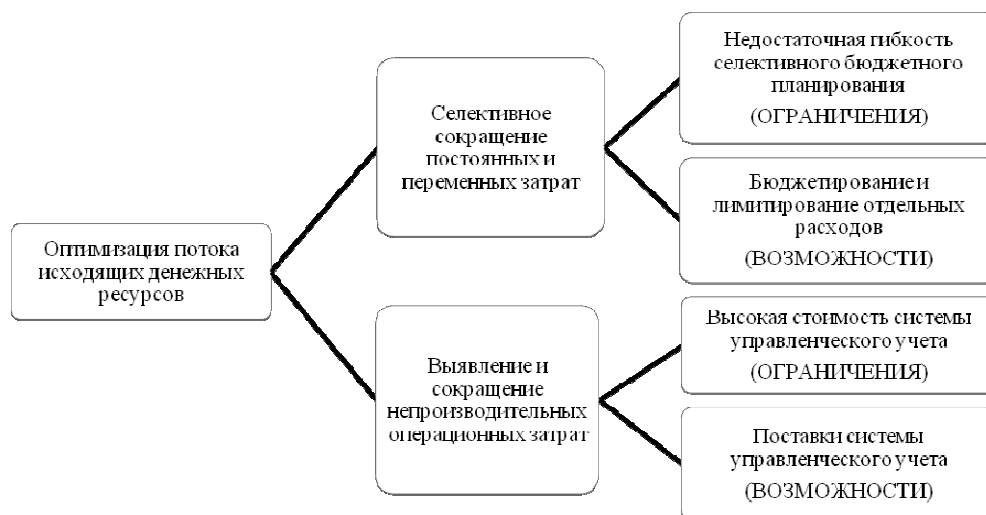 Оптимизация потока
исходящих денежных
ресурсов
Селективное
сокращение
постоянных и
переменных затрат
Недостаточная гибкость
селективного бюджетного
планирования
(ОГРАНИЧЕНИЯ)
Бюджетирование и
лимитирование отдельных
расходов
(ВОЗМОЖНОСТИ)
Выявление и
сокращение
непроизводительных
операционных затрат
Высокая стоимость системы
управленческого учета
(ОГРАНИЧЕНИЯ)
Поставки системы
управленческого учета
(ВОЗМОЖНОСТИ)